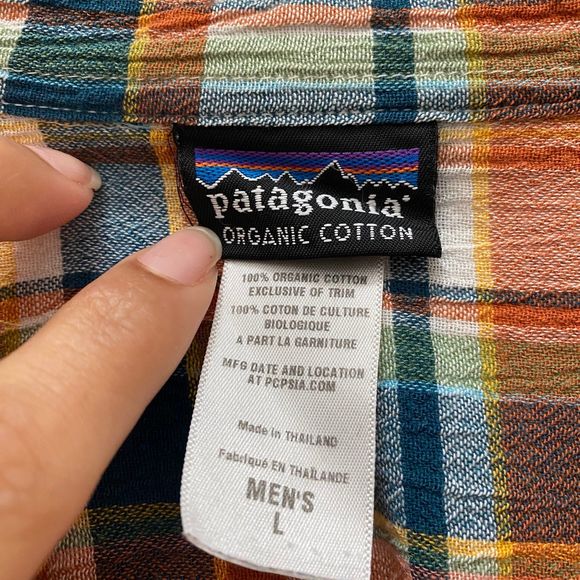 patagonia®
ORGANIC COTTON
100% ORGANIC COTTON
EXCLUSIVE OF TRIM
100% COTON DE CULTURE
BIOLOGIQUE
A PART LA GARNITURE
MFG DATE AND LOCATION
AT PCPSIA.COM
Made in THAILAND
Fabriqué EN THAÏLANDE
MEN'S
L